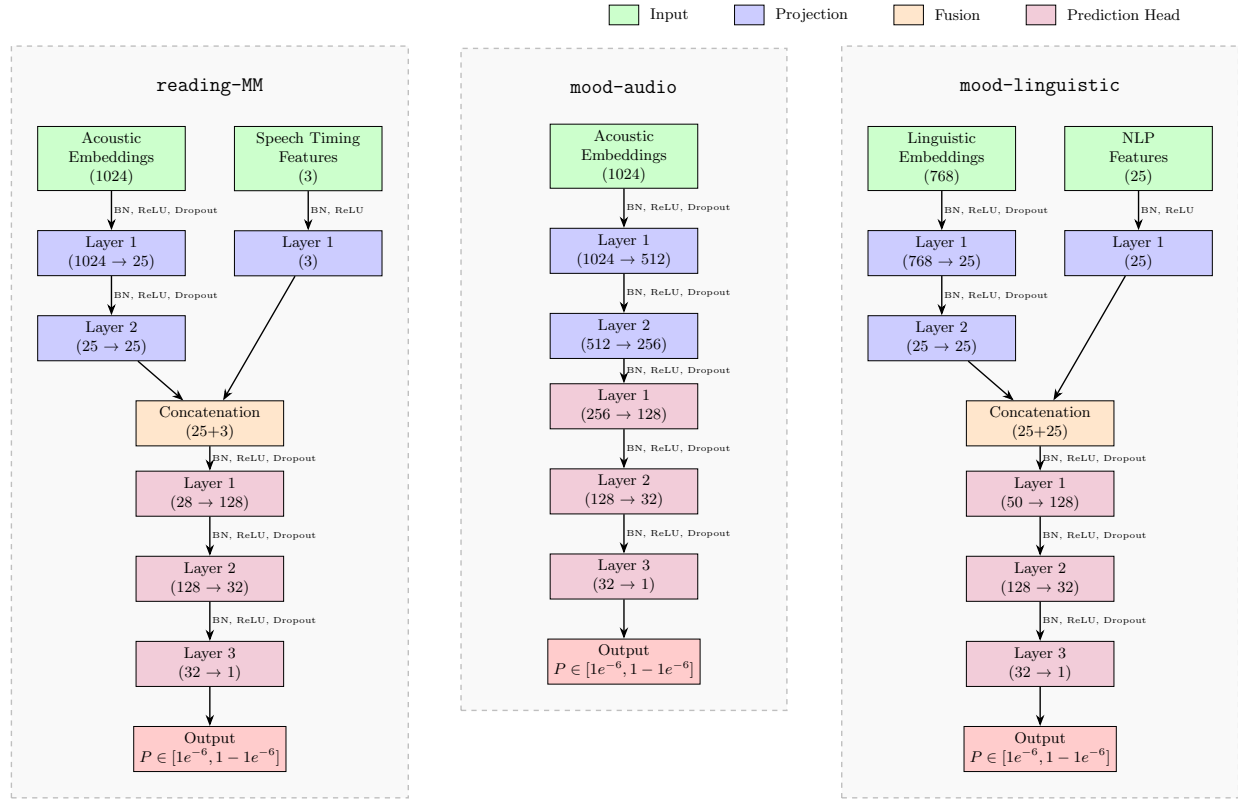 Input
Projection
Fusion
Prediction Head
reading-MM
Acoustic
Embeddings
(1024)
Speech Timing
Features
(3)
BN, ReLU, Dropout
BN, ReLU
Layer 1
(1024 → 25)
Layer 1
(3)
BN, ReLU, Dropout
Layer 2
(25 → 25)
Concatenation
(25+3)
BN, ReLU, Dropout
Layer 1
(28 → 128)
BN, ReLU, Dropout
Layer 2
(128 → 32)
BN, ReLU, Dropout
Layer 3
(32 → 1)
Output
P ∈ [1e⁻⁶, 1 − 1e⁻⁶]
mood-audio
Acoustic
Embeddings
(1024)
BN, ReLU, Dropout
Layer 1
(1024 → 512)
BN, ReLU, Dropout
Layer 2
(512 → 256)
BN, ReLU, Dropout
Layer 1
(256 → 128)
BN, ReLU, Dropout
Layer 2
(128 → 32)
BN, ReLU, Dropout
Layer 3
(32 → 1)
Output
P ∈ [1e⁻⁶, 1 − 1e⁻⁶]
mood-linguistic
Linguistic
Embeddings
(768)
NLP
Features
(25)
BN, ReLU, Dropout
BN, ReLU
Layer 1
(768 → 25)
Layer 1
(25)
BN, ReLU, Dropout
Layer 2
(25 → 25)
Concatenation
(25+25)
BN, ReLU, Dropout
Layer 1
(50 → 128)
BN, ReLU, Dropout
Layer 2
(128 → 32)
BN, ReLU, Dropout
Layer 3
(32 → 1)
Output
P ∈ [1e⁻⁶, 1 − 1e⁻⁶]